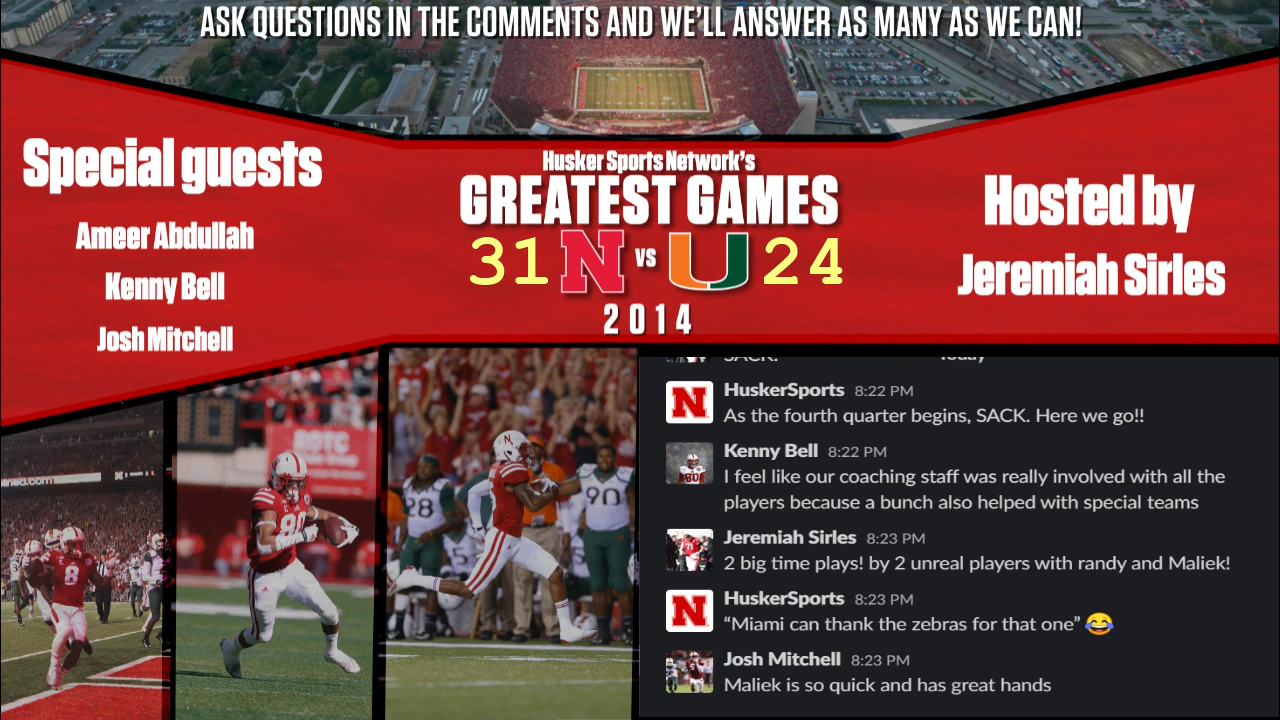 ASK QUESTIONS IN THE COMMENTS AND WE'LL ANSWER AS MANY AS WE CAN!
Special guests
Ameer Abdullah
Kenny Bell
Josh Mitchell
Husker Sports Network's
GREATEST GAMES
31 N VS U 24
2014
Hosted by
Jeremiah Sirles
8
80
28
90
SACK!
Today
HuskerSports 8:22 PM
As the fourth quarter begins, SACK. Here we go!!
Kenny Bell 8:22 PM
I feel like our coaching staff was really involved with all the
players because a bunch also helped with special teams
Jeremiah Sirles 8:23 PM
2 big time plays! by 2 unreal players with randy and Maliek!
HuskerSports 8:23 PM
“Miami can thank the zebras for that one” 😂
Josh Mitchell 8:23 PM
Maliek is so quick and has great hands